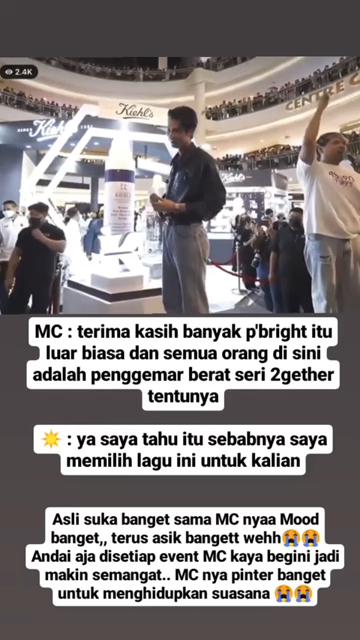 2.4K
Kiehl's
Kiehl's
CENTRE
MC : terima kasih banyak p'bright itu
luar biasa dan semua orang di sini
adalah penggemar berat seri 2gether
tentunya
☀️ : ya saya tahu itu sebabnya saya
memilih lagu ini untuk kalian
Asli suka banget sama MC nyaa Mood
banget,, terus asik bangett wehh😭😭
Andai aja disetiap event MC kaya begini jadi
makin semangat.. MC nya pinter banget
untuk menghidupkan suasana 😭😭